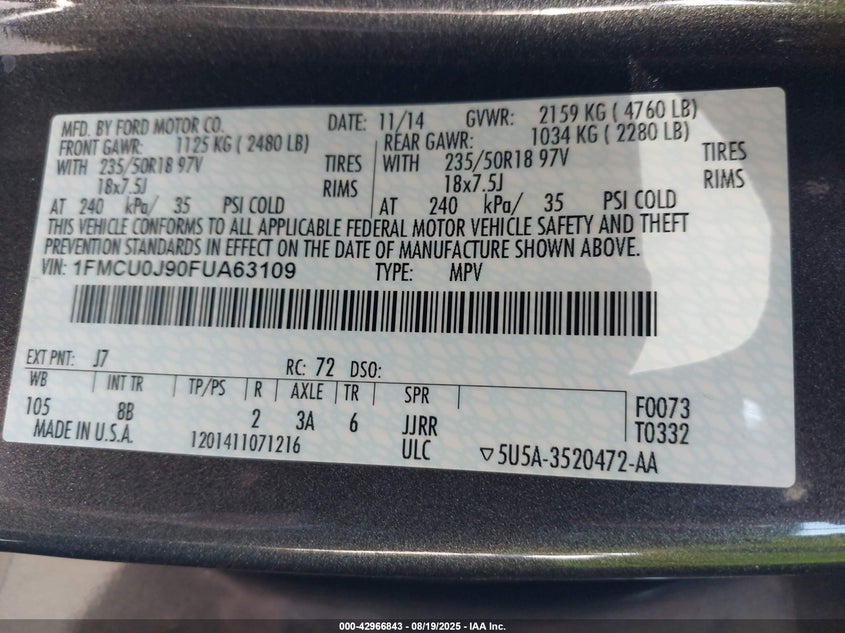 MFD. BY FORD MOTOR CO. DATE: 11/14 GVWR: 2159 KG ( 4760 LB)
FRONT GAWR: 1125 KG ( 2480 LB) REAR GAWR: 1034 KG ( 2280 LB)
WITH 235/50R18 97V TIRES WITH 235/50R18 97V TIRES
18x7.5J RIMS 18x7.5J RIMS
AT 240 kPa/ 35 PSI COLD AT 240 kPa/ 35 PSI COLD
THIS VEHICLE CONFORMS TO ALL APPLICABLE FEDERAL MOTOR VEHICLE SAFETY AND THEFT
PREVENTION STANDARDS IN EFFECT ON THE DATE OF MANUFACTURE SHOWN ABOVE.
VIN: 1FMCU0J90FUA63109 TYPE: MPV
EXT PNT: J7 RC: 72 DSO:
WB INT TR TP/PS R AXLE TR SPR
105 8B 2 3A 6 JJRR F0073
MADE IN U.S.A. 1201411071216 ULC T0332
▽5U5A-3520472-AA
000-42966843 | 08/19/2025 - IAA Inc.